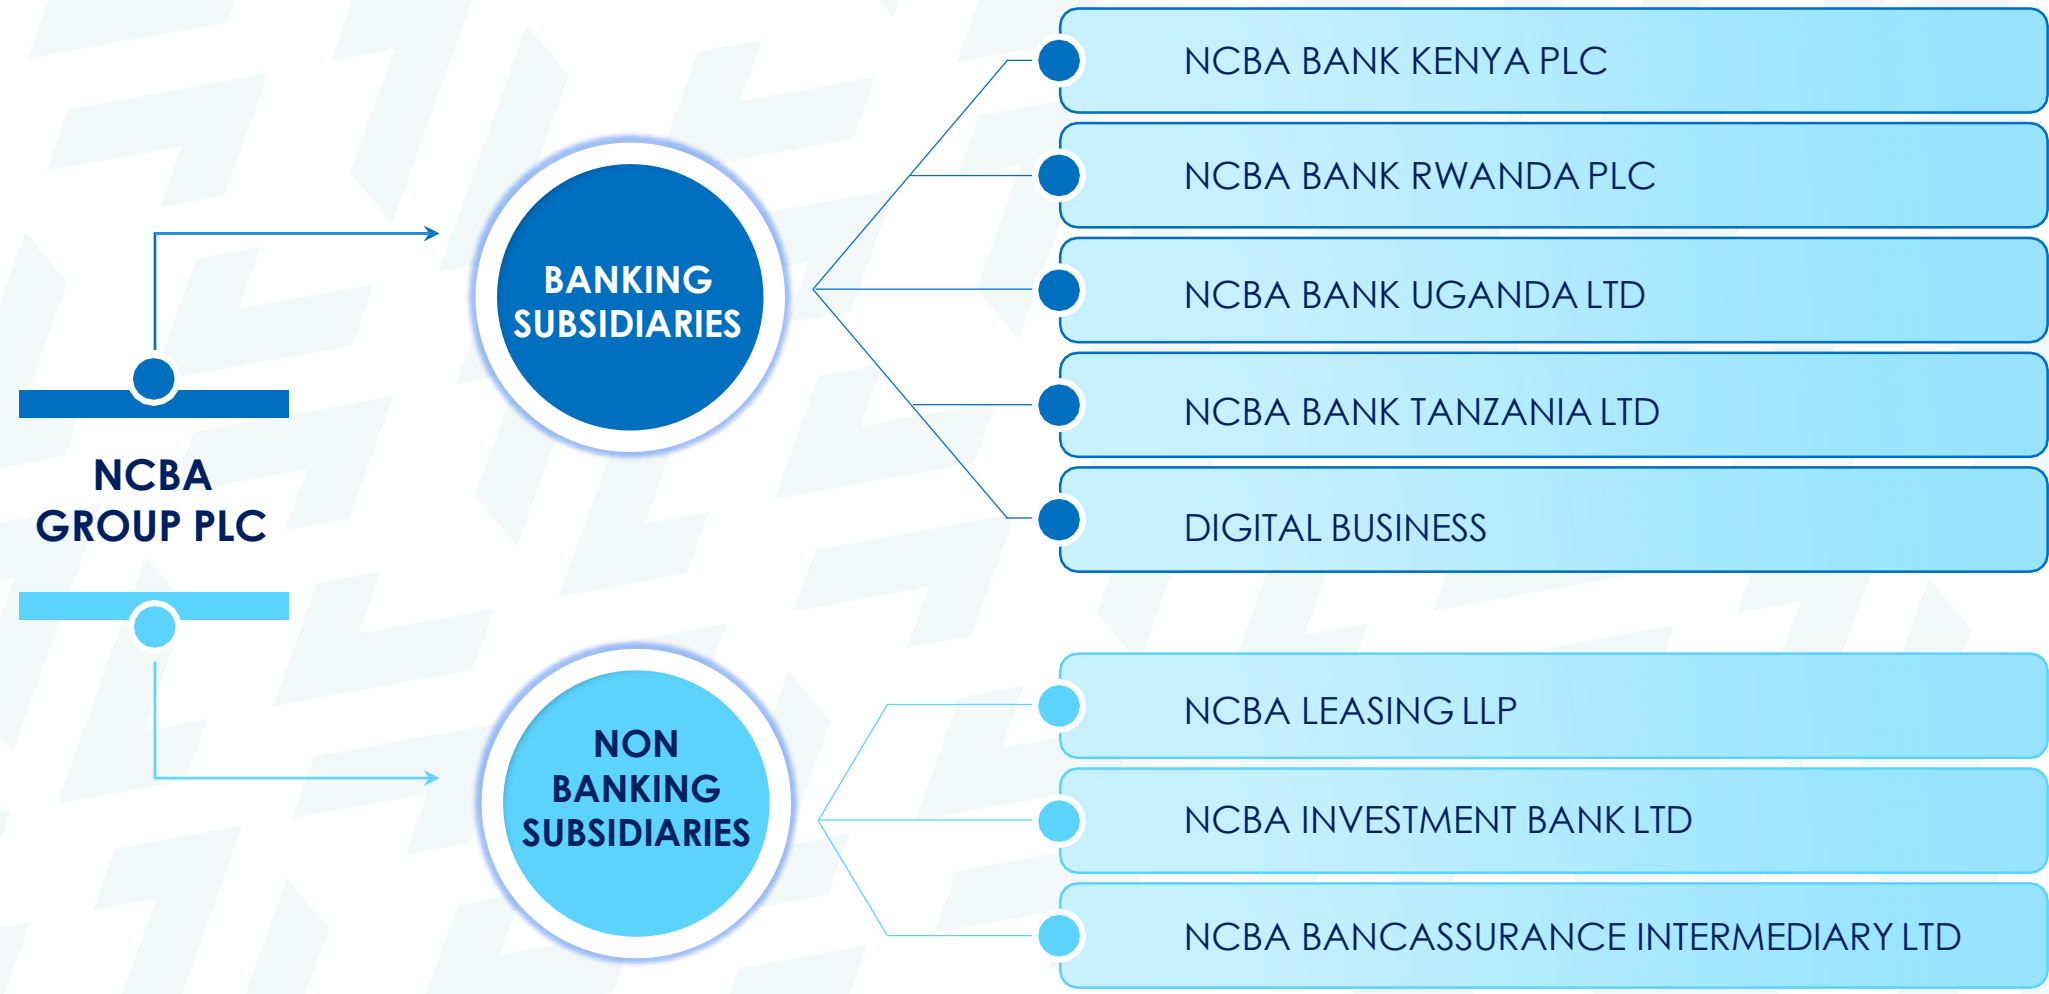 NCBA
GROUP PLC
BANKING
SUBSIDIARIES
NCBA BANK KENYA PLC
NCBA BANK RWANDA PLC
NCBA BANK UGANDA LTD
NCBA BANK TANZANIA LTD
DIGITAL BUSINESS
NON
BANKING
SUBSIDIARIES
NCBA LEASING LLP
NCBA INVESTMENT BANK LTD
NCBA BANCASSURANCE INTERMEDIARY LTD